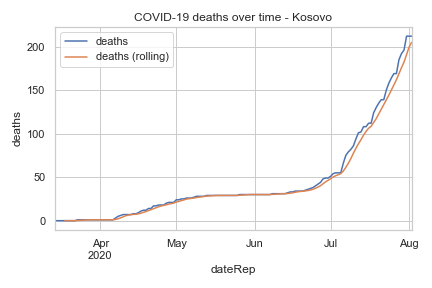 COVID-19 deaths over time - Kosovo
deaths
deaths (rolling)
deaths
200
150
100
50
0
Apr
2020
May
Jun
Jul
Aug
dateRep